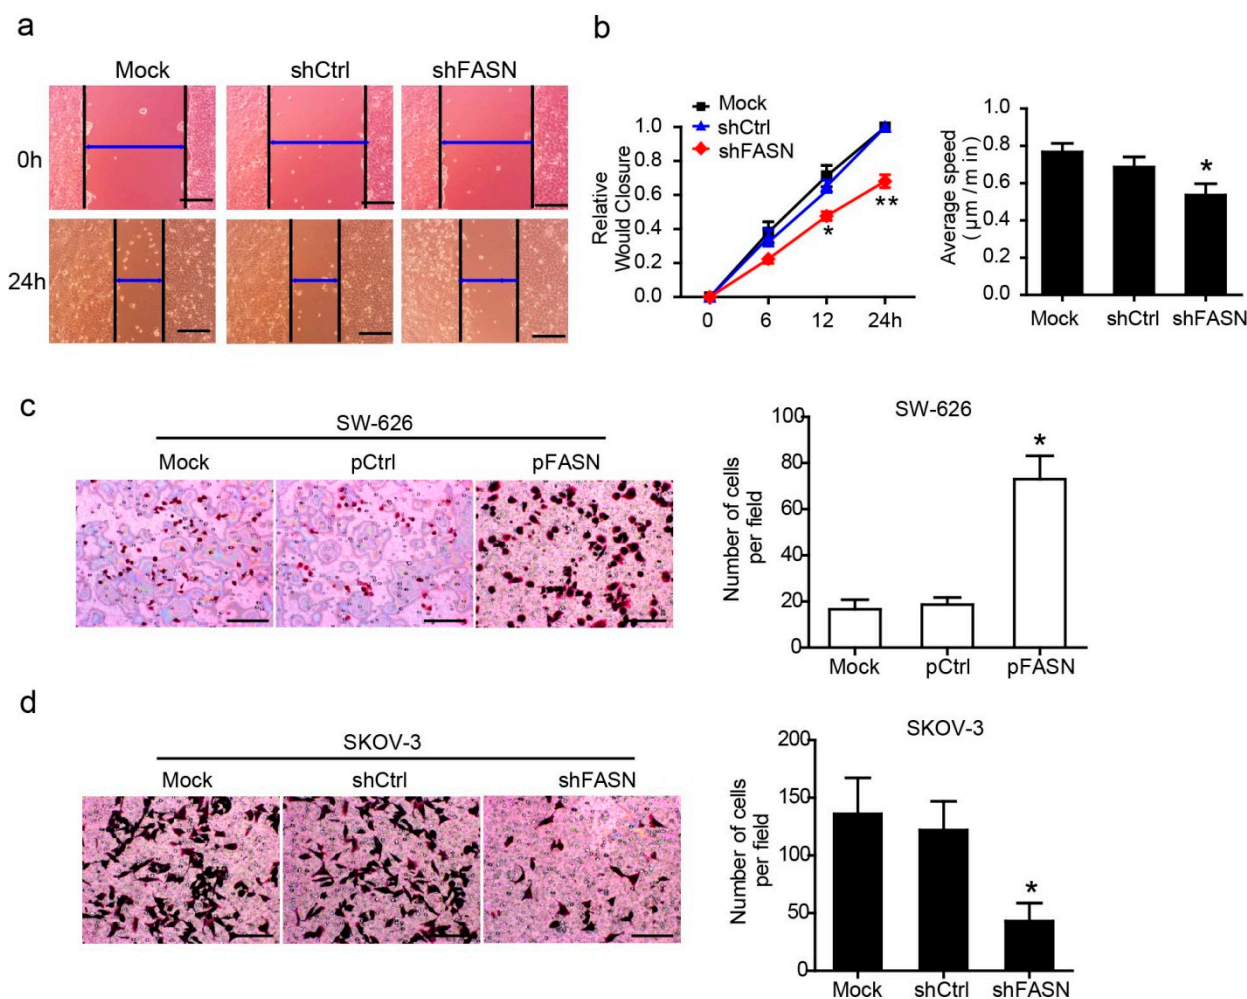 a
Mock shCtrl shFASN
0h
24h
b
Mock
shCtrl
shFASN
Relative
Would Closure
1.0
0.8
0.6
0.4
0.2
0.0
*
**
0 6 12 24h
Average speed
( μm / m in )
0.8
0.6
0.4
0.2
0.0
*
Mock shCtrl shFASN
c
SW-626
Mock pCtrl pFASN
SW-626
Number of cells
per field
100
80
60
40
20
0
*
Mock pCtrl pFASN
d
SKOV-3
Mock shCtrl shFASN
SKOV-3
Number of cells
per field
200
150
100
50
0
*
Mock shCtrl shFASN